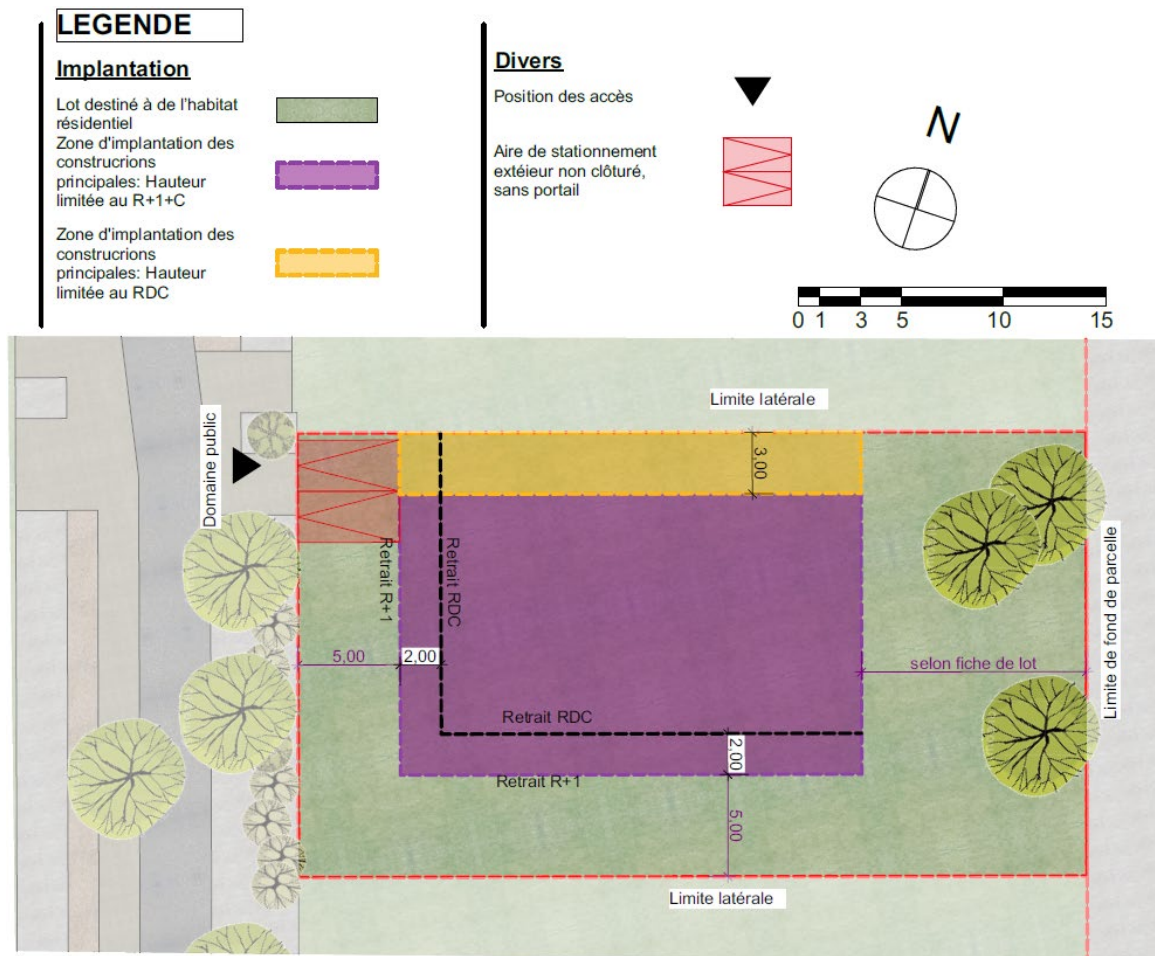 LEGENDE
Implantation
Lot destiné à de l'habitat
résidentiel
Zone d'implantation des
construcrions
principales: Hauteur
limitée au R+1+C
Zone d'implantation des
construcrions
principales: Hauteur
limitée au RDC
Divers
Position des accès
Aire de stationnement
extéieur non clôturé,
sans portail
N
0 1 3 5 10 15
Limite latérale
Domaine public
3,00
Retrait R+1
Retrait RDC
5,00
2,00
selon fiche de lot
Limite de fond de parcelle
Retrait RDC
2,00
Retrait R+1
5,00
Limite latérale